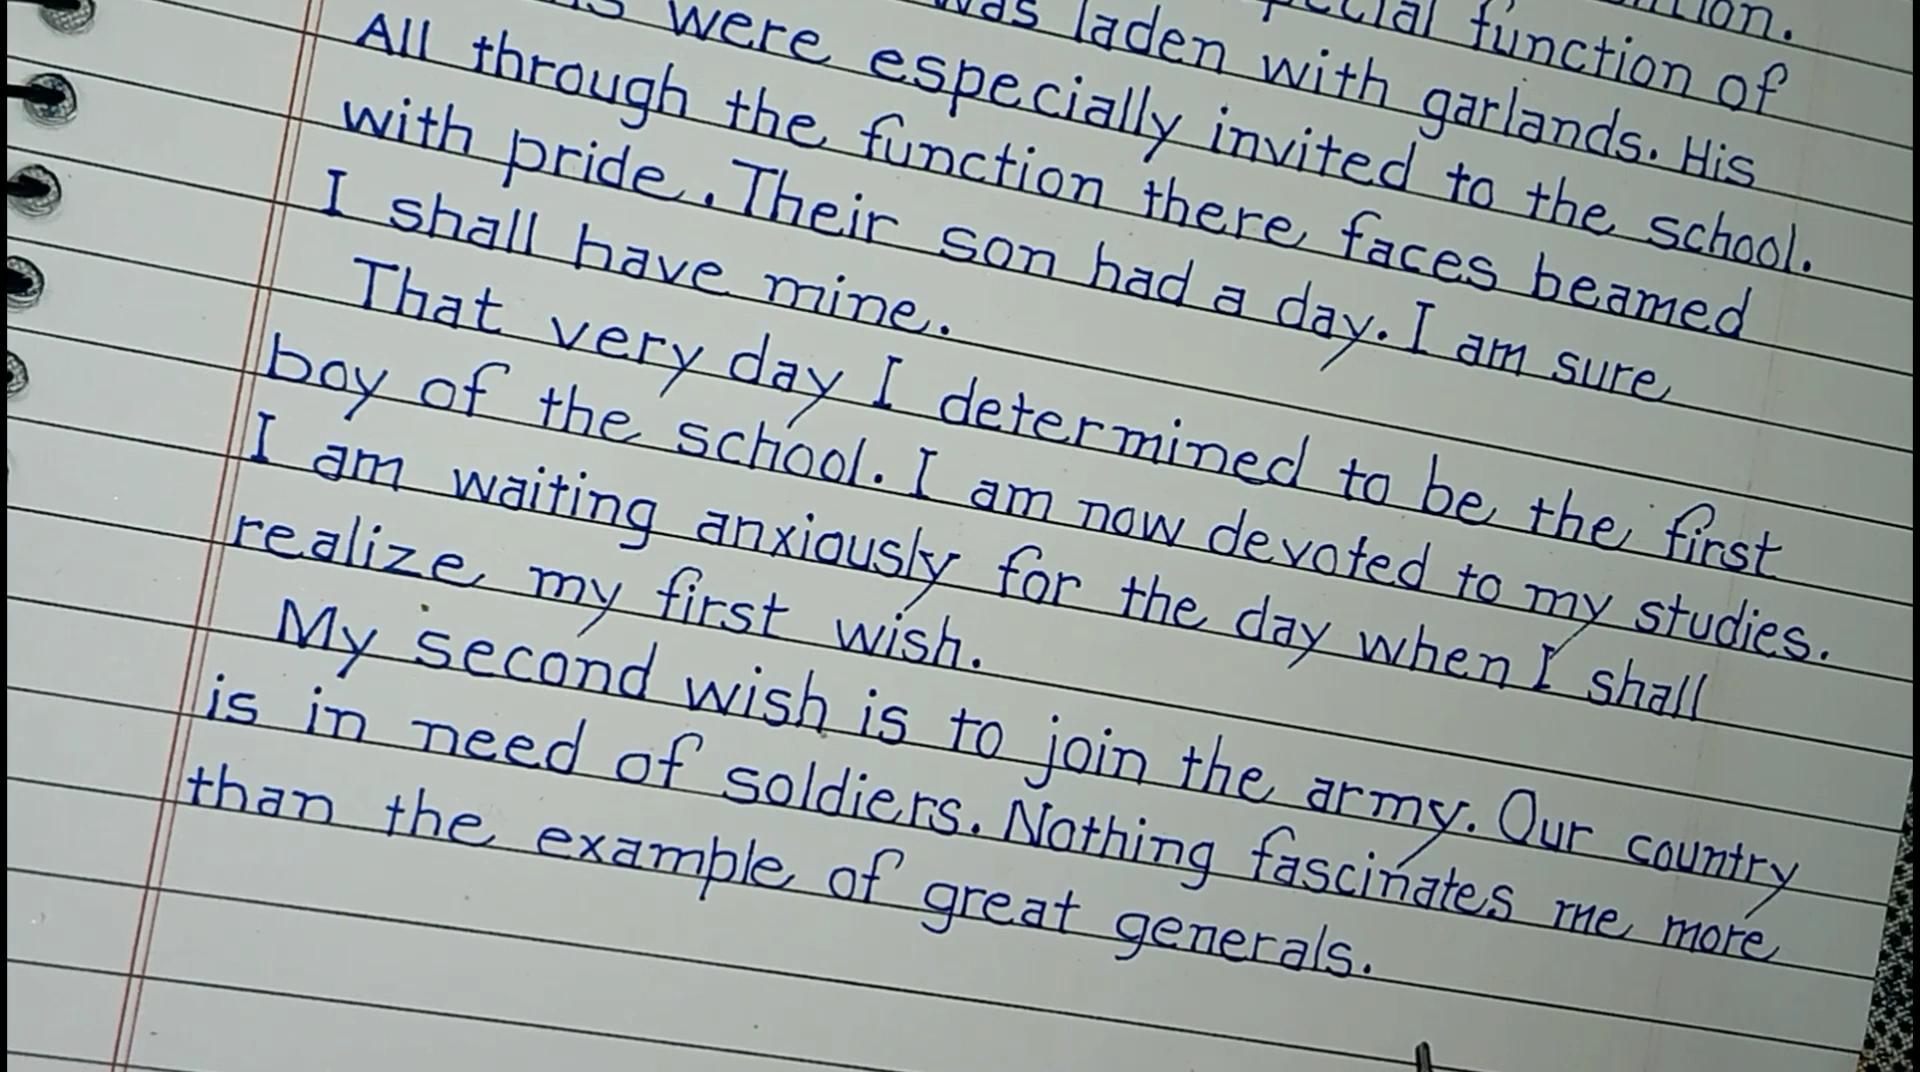 function of
laden with garlands. His
were especially invited to the school.
All through the function there faces beamed
with pride. Their son had a day. I am sure
I shall have mine.
That very day I determined to be the first
boy of the school. I am now devoted to my studies.
I am waiting anxiously for the day when I shall
realize my first wish.
My second wish is to join the army. Our country
is in need of soldiers. Nothing fascinates me more
than the example of great generals.